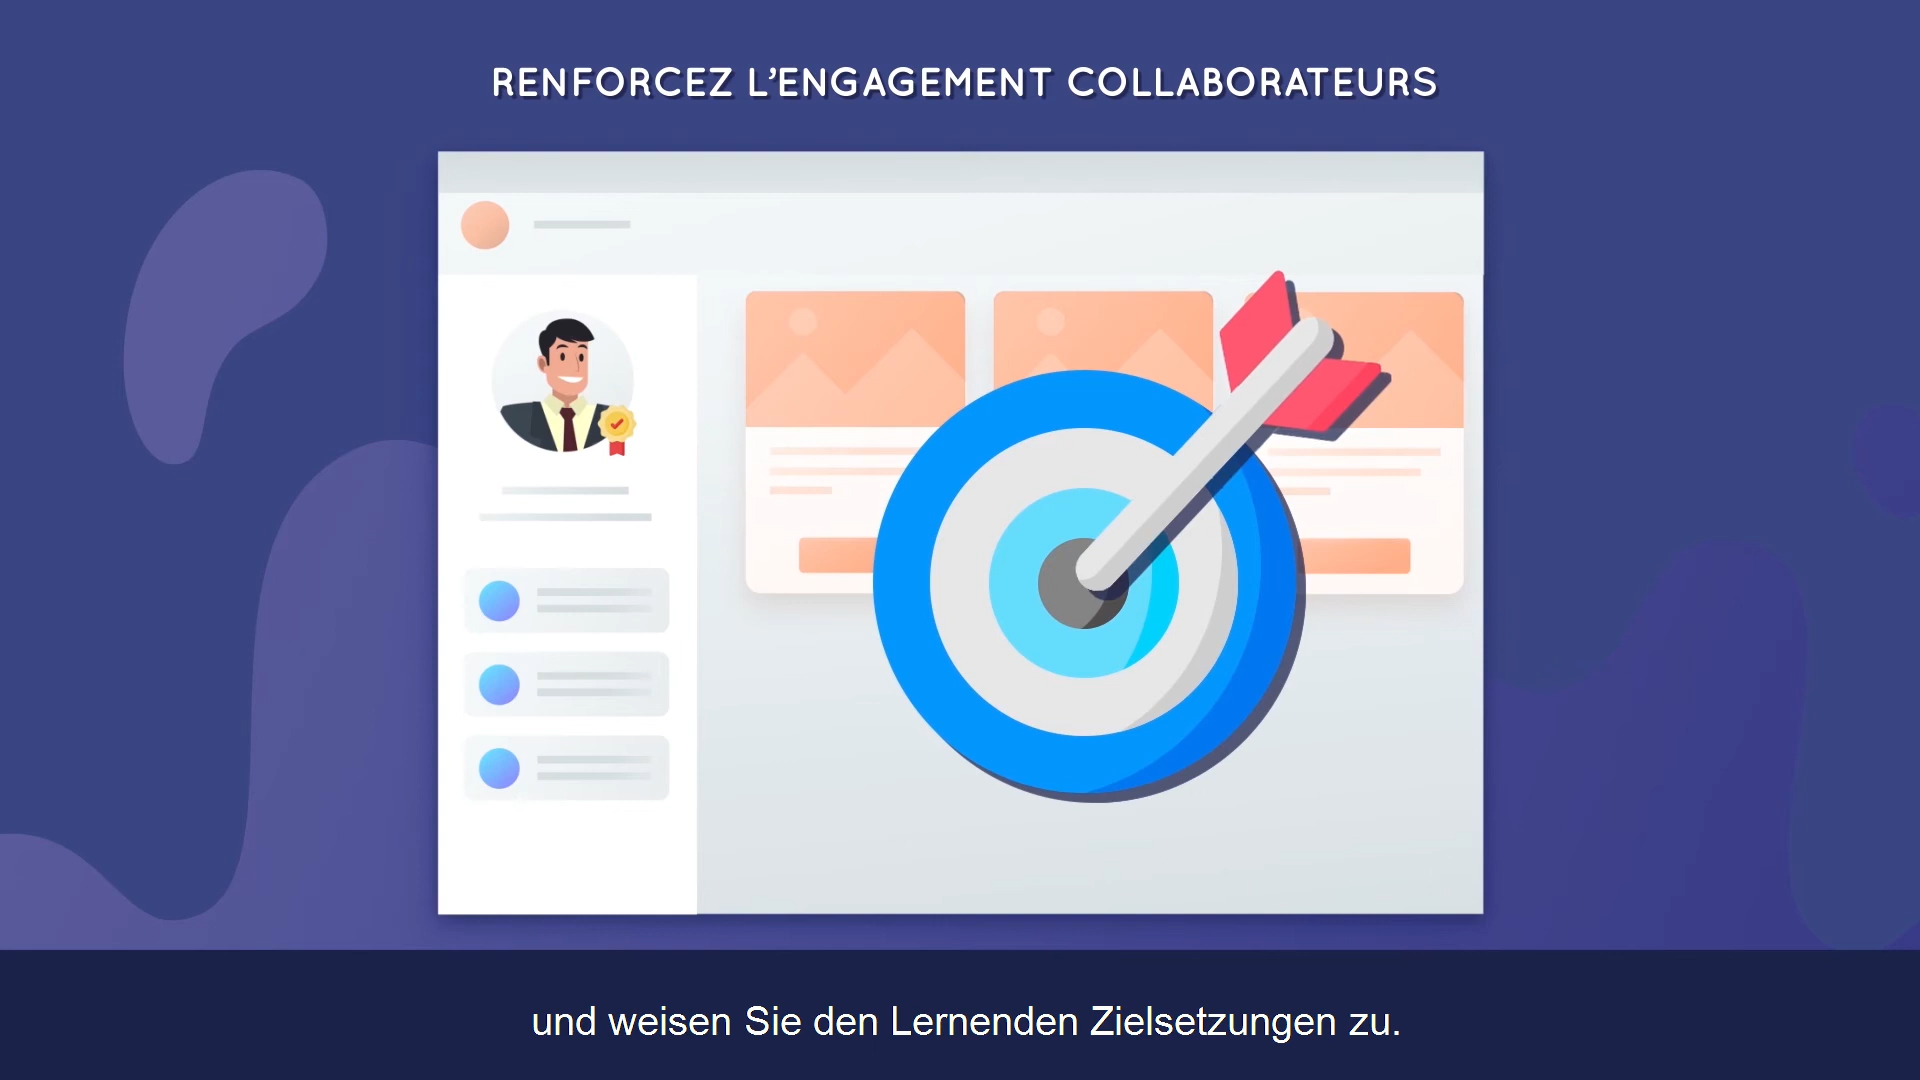 RENFORCEZ L’ENGAGEMENT COLLABORATEURS
und weisen Sie den Lernenden Zielsetzungen zu.